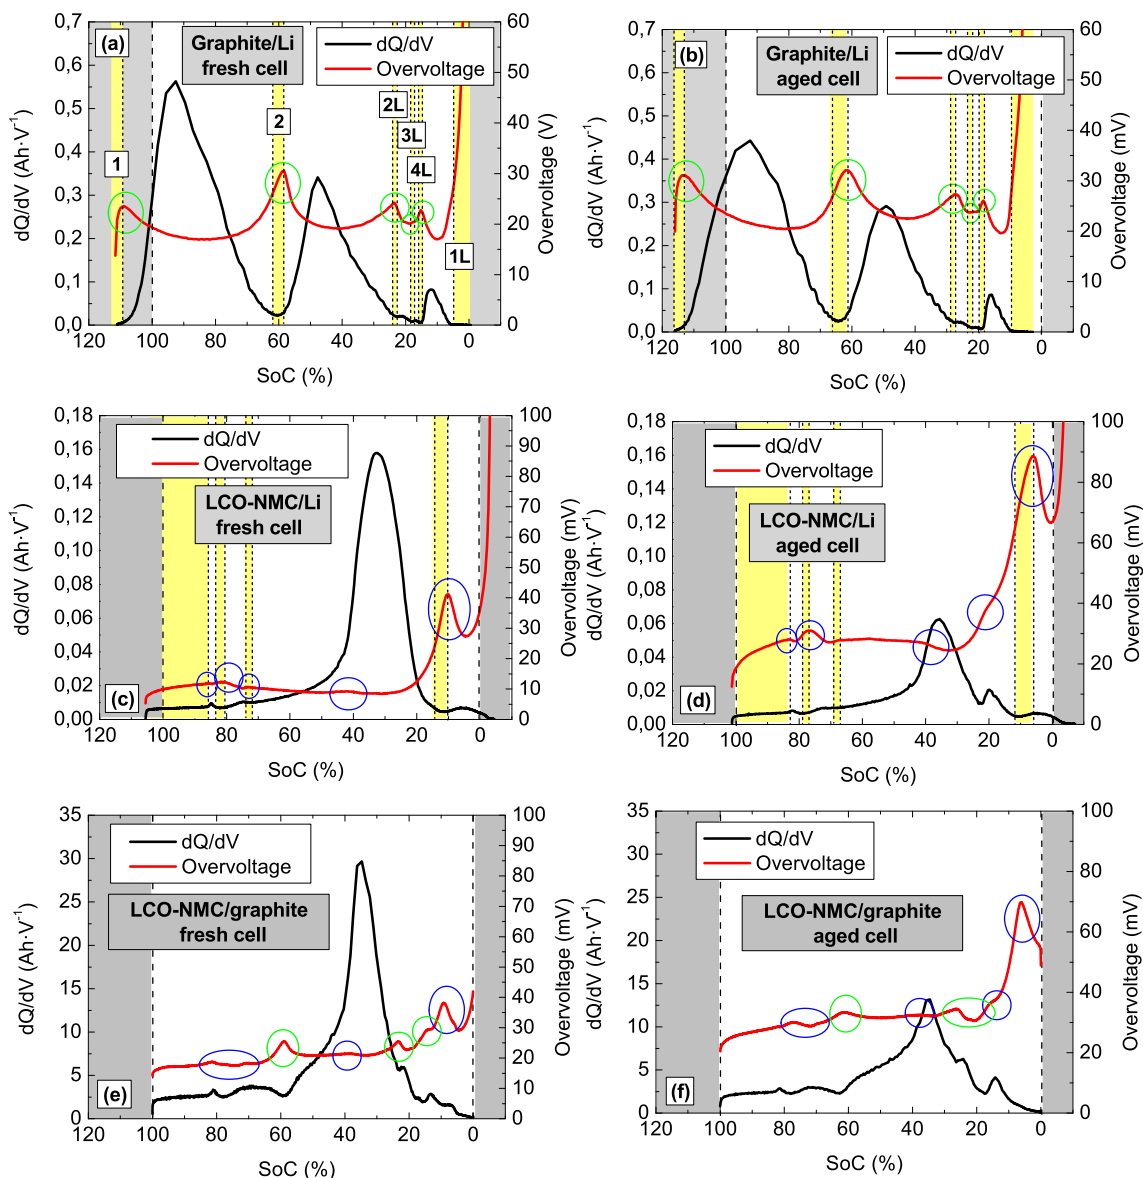 (a)
Graphite/Li
fresh cell
dQ/dV
Overvoltage
0,7
0,6
0,5
0,4
0,3
0,2
0,1
0,0
dQ/dV (Ah·V⁻¹)
60
50
40
30
20
10
0
Overvoltage (V)
1
2
2L
3L
4L
1L
120 100 80 60 40 20 0
SoC (%)
(b)
Graphite/Li
aged cell
dQ/dV
Overvoltage
0,7
0,6
0,5
0,4
0,3
0,2
0,1
0,0
dQ/dV (Ah·V⁻¹)
60
50
40
30
20
10
0
Overvoltage (mV)
120 100 80 60 40 20 0
SoC (%)
dQ/dV
Overvoltage
LCO-NMC/Li
fresh cell
(c)
0,18
0,16
0,14
0,12
0,10
0,08
0,06
0,04
0,02
0,00
dQ/dV (Ah·V⁻¹)
100
80
60
40
20
0
Overvoltage (mV)
120 100 80 60 40 20 0
SoC (%)
dQ/dV
Overvoltage
LCO-NMC/Li
aged cell
(d)
0,18
0,16
0,14
0,12
0,10
0,08
0,06
0,04
0,02
0,00
dQ/dV (Ah·V⁻¹)
100
80
60
40
20
0
Overvoltage (mV)
120 100 80 60 40 20 0
SoC (%)
dQ/dV
Overvoltage
LCO-NMC/graphite
fresh cell
(e)
35
30
25
20
15
10
5
0
dQ/dV (Ah·V⁻¹)
100
80
60
40
20
0
Overvoltage (mV)
120 100 80 60 40 20 0
SoC (%)
dQ/dV
Overvoltage
LCO-NMC/graphite
aged cell
(f)
35
30
25
20
15
10
5
0
dQ/dV (Ah·V⁻¹)
100
80
60
40
20
0
Overvoltage (mV)
120 100 80 60 40 20 0
SoC (%)